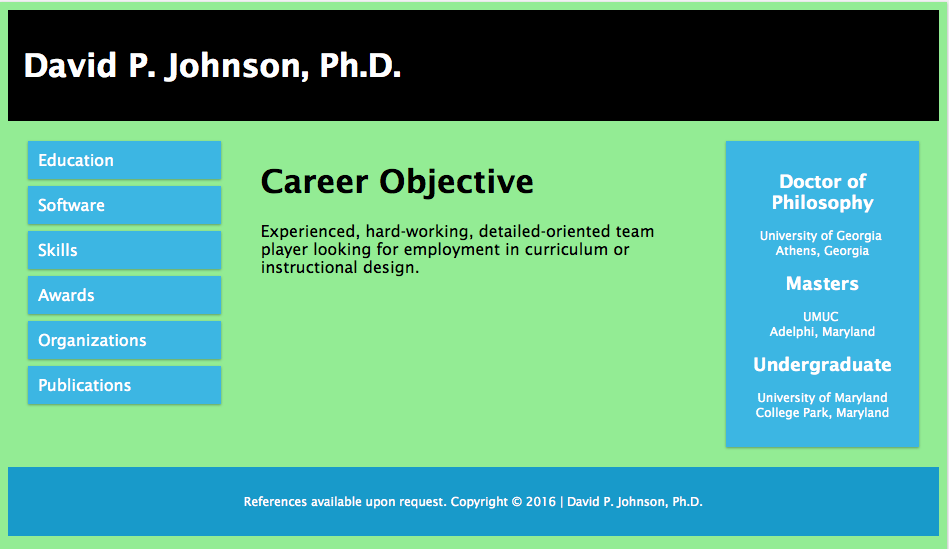 David P. Johnson, Ph.D.
Education
Software
Skills
Awards
Organizations
Publications
Career Objective
Experienced, hard-working, detailed-oriented team
player looking for employment in curriculum or
instructional design.
Doctor of
Philosophy
University of Georgia
Athens, Georgia
Masters
UMUC
Adelphi, Maryland
Undergraduate
University of Maryland
College Park, Maryland
References available upon request. Copyright © 2016 | David P. Johnson, Ph.D.